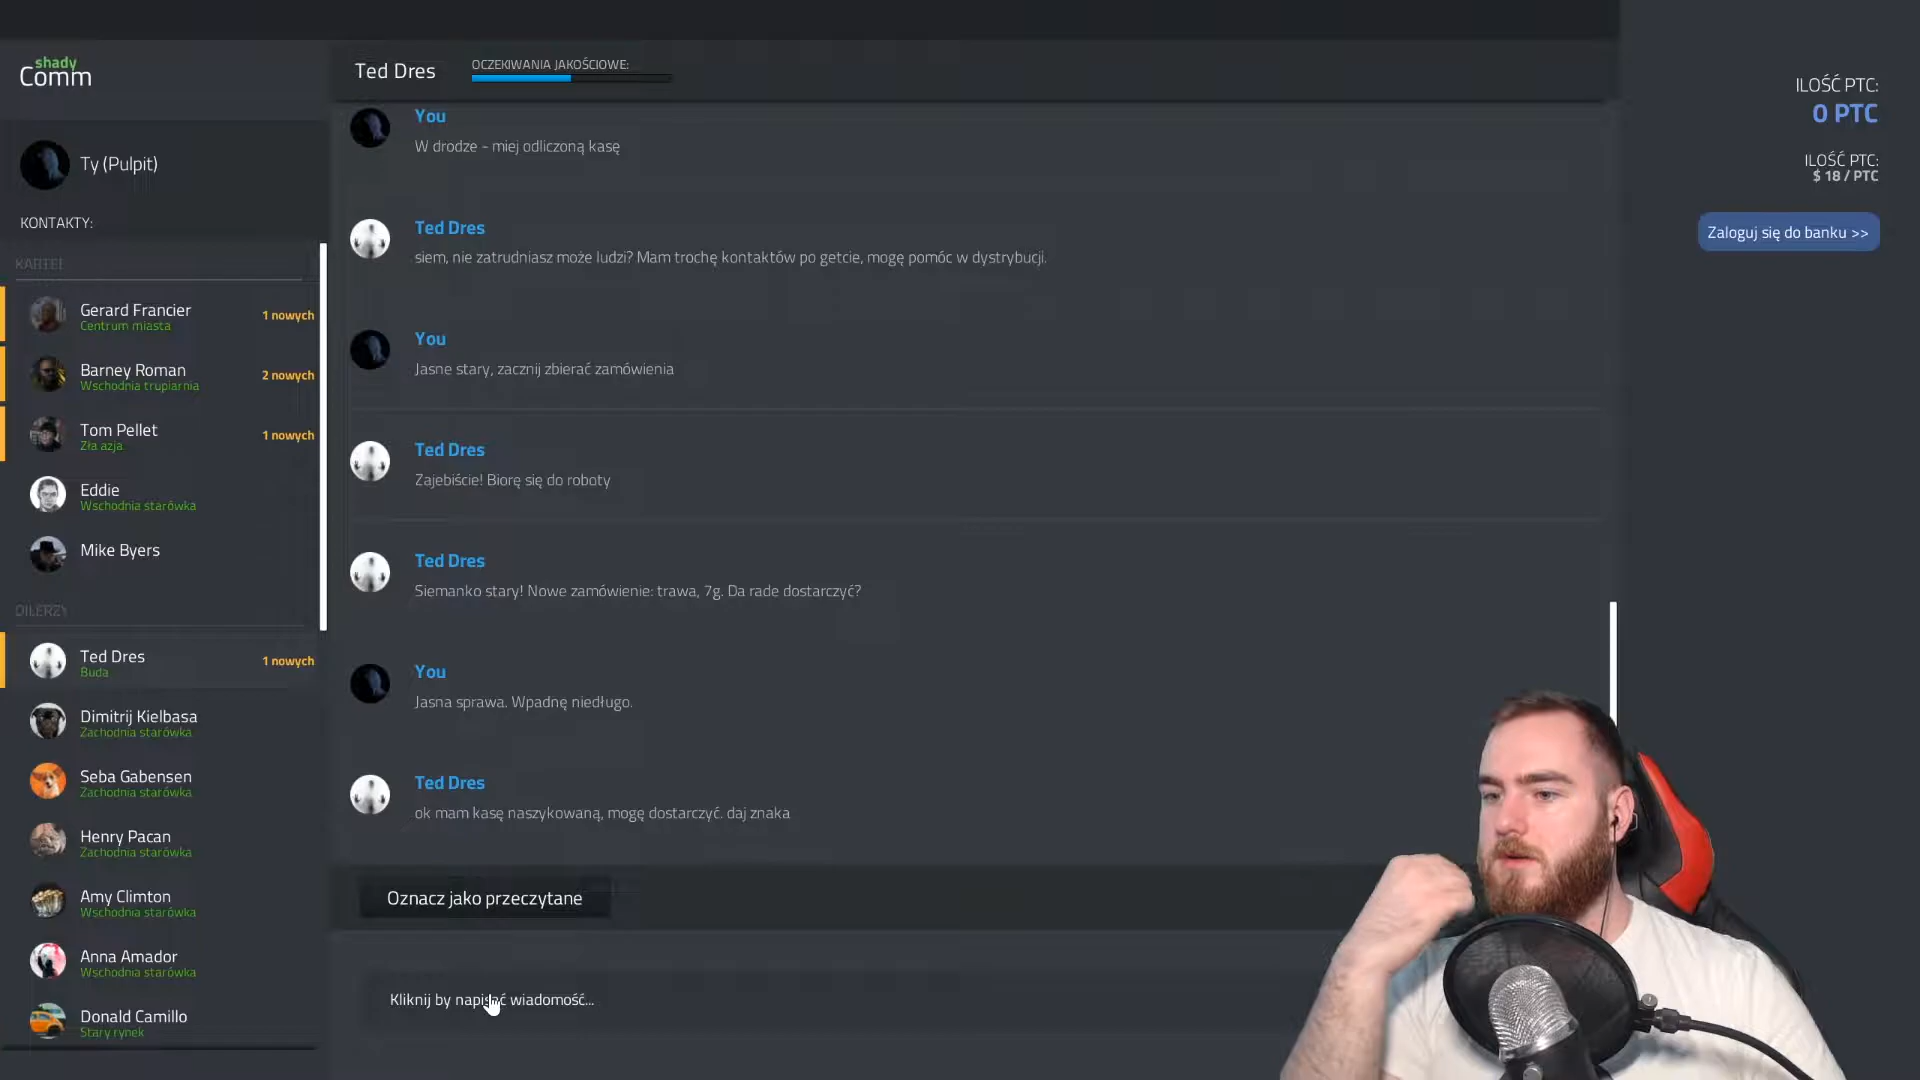 shady
Comm
Ty (Pulpit)
KONTAKTY:
KARTEL
Gerard Francier
Centrum miasta
1 nowych
Barney Roman
Wschodnia trupiarnia
2 nowych
Tom Pellet
Zła azja
1 nowych
Eddie
Wschodnia starówka
Mike Byers
DILERZY
Ted Dres
Buda
1 nowych
Dimitrij Kielbasa
Zachodnia starówka
Seba Gabensen
Zachodnia starówka
Henry Pacan
Zachodnia starówka
Amy Climton
Wschodnia starówka
Anna Amador
Wschodnia starówka
Donald Camillo
Stary rynek
Ted Dres
OCZEKIWANIA JAKOŚCIOWE:
You
W drodze - miej odliczoną kasę
Ted Dres
siem, nie zatrudniasz może ludzi? Mam trochę kontaktów po getcie, mogę pomóc w dystrybucji.
You
Jasne stary, zacznij zbierać zamówienia
Ted Dres
Zajebiście! Biorę się do roboty
Ted Dres
Siemanko stary! Nowe zamówienie: trawa, 7g. Da rade dostarczyć?
You
Jasna sprawa. Wpadnę niedługo.
Ted Dres
ok mam kasę naszykowaną, mogę dostarczyć. daj znaka
Oznacz jako przeczytane
Kliknij by napisać wiadomość...
ILOŚĆ PTC:
0 PTC
ILOŚĆ PTC:
$ 18 / PTC
Zaloguj się do banku >>